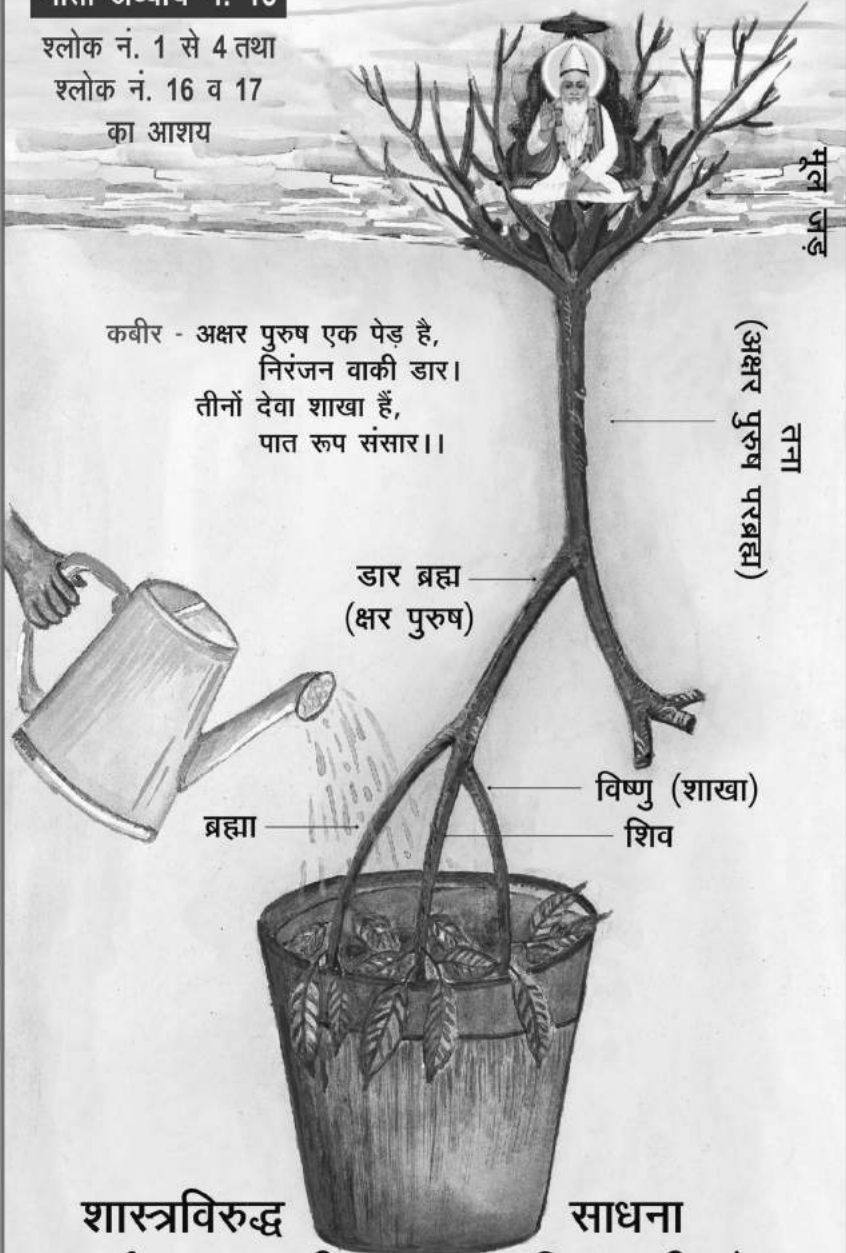 श्लोक नं. 1 से 4 तथा
श्लोक नं. 16 व 17
का आशय
मूल जड़
कबीर - अक्षर पुरुष एक पेड़ है,
निरंजन वाकी डार।
तीनों देवा शाखा हैं,
पात रूप संसार।।
तना
(अक्षर पुरुष परब्रह्म)
डार ब्रह्म
(क्षर पुरुष)
विष्णु (शाखा)
ब्रह्मा
शिव
शास्त्रविरुद्ध साधना